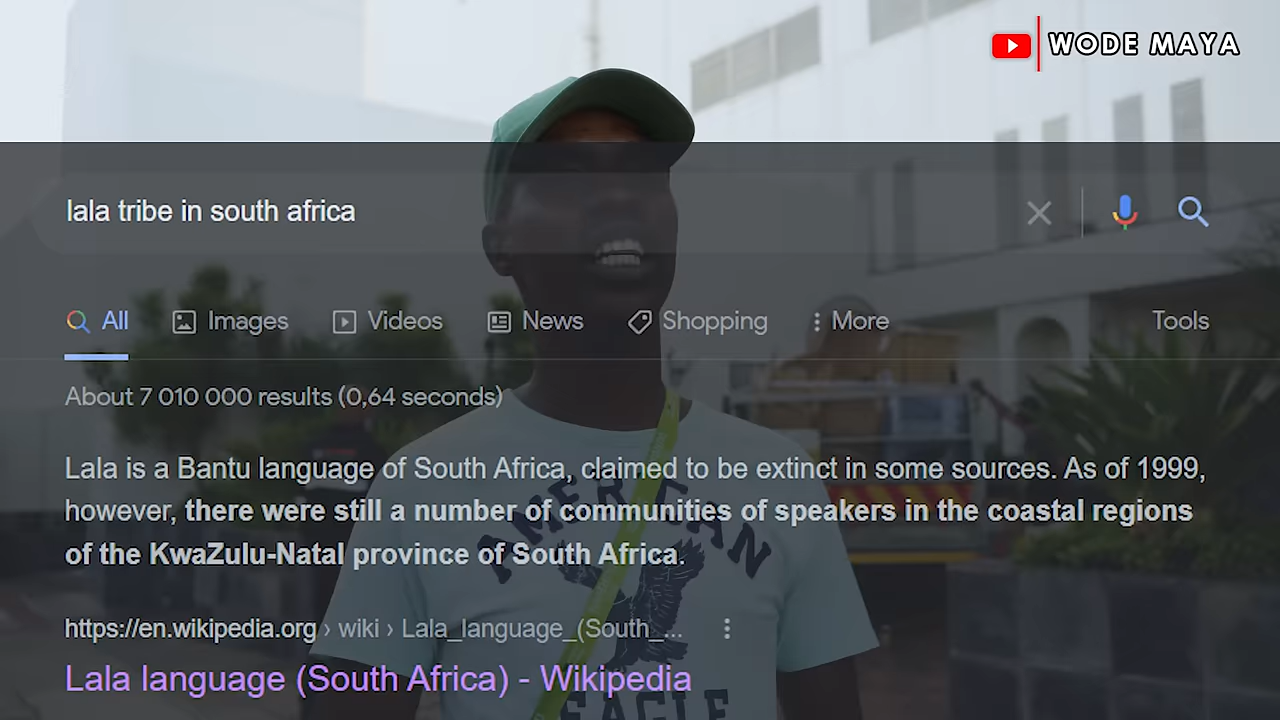 WODE MAYA
lala tribe in south africa
All Images Videos News Shopping More Tools
About 7 010 000 results (0,64 seconds)
Lala is a Bantu language of South Africa, claimed to be extinct in some sources. As of 1999,
however, there were still a number of communities of speakers in the coastal regions
of the KwaZulu-Natal province of South Africa.
AMERICAN
https://en.wikipedia.org › wiki › Lala_language_(South_...
Lala language (South Africa) - Wikipedia
EAGLE